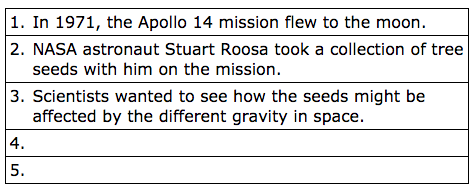 1. In 1971, the Apollo 14 mission flew to the moon.
2. NASA astronaut Stuart Roosa took a collection of tree
seeds with him on the mission.
3. Scientists wanted to see how the seeds might be
affected by the different gravity in space.
4.
5.